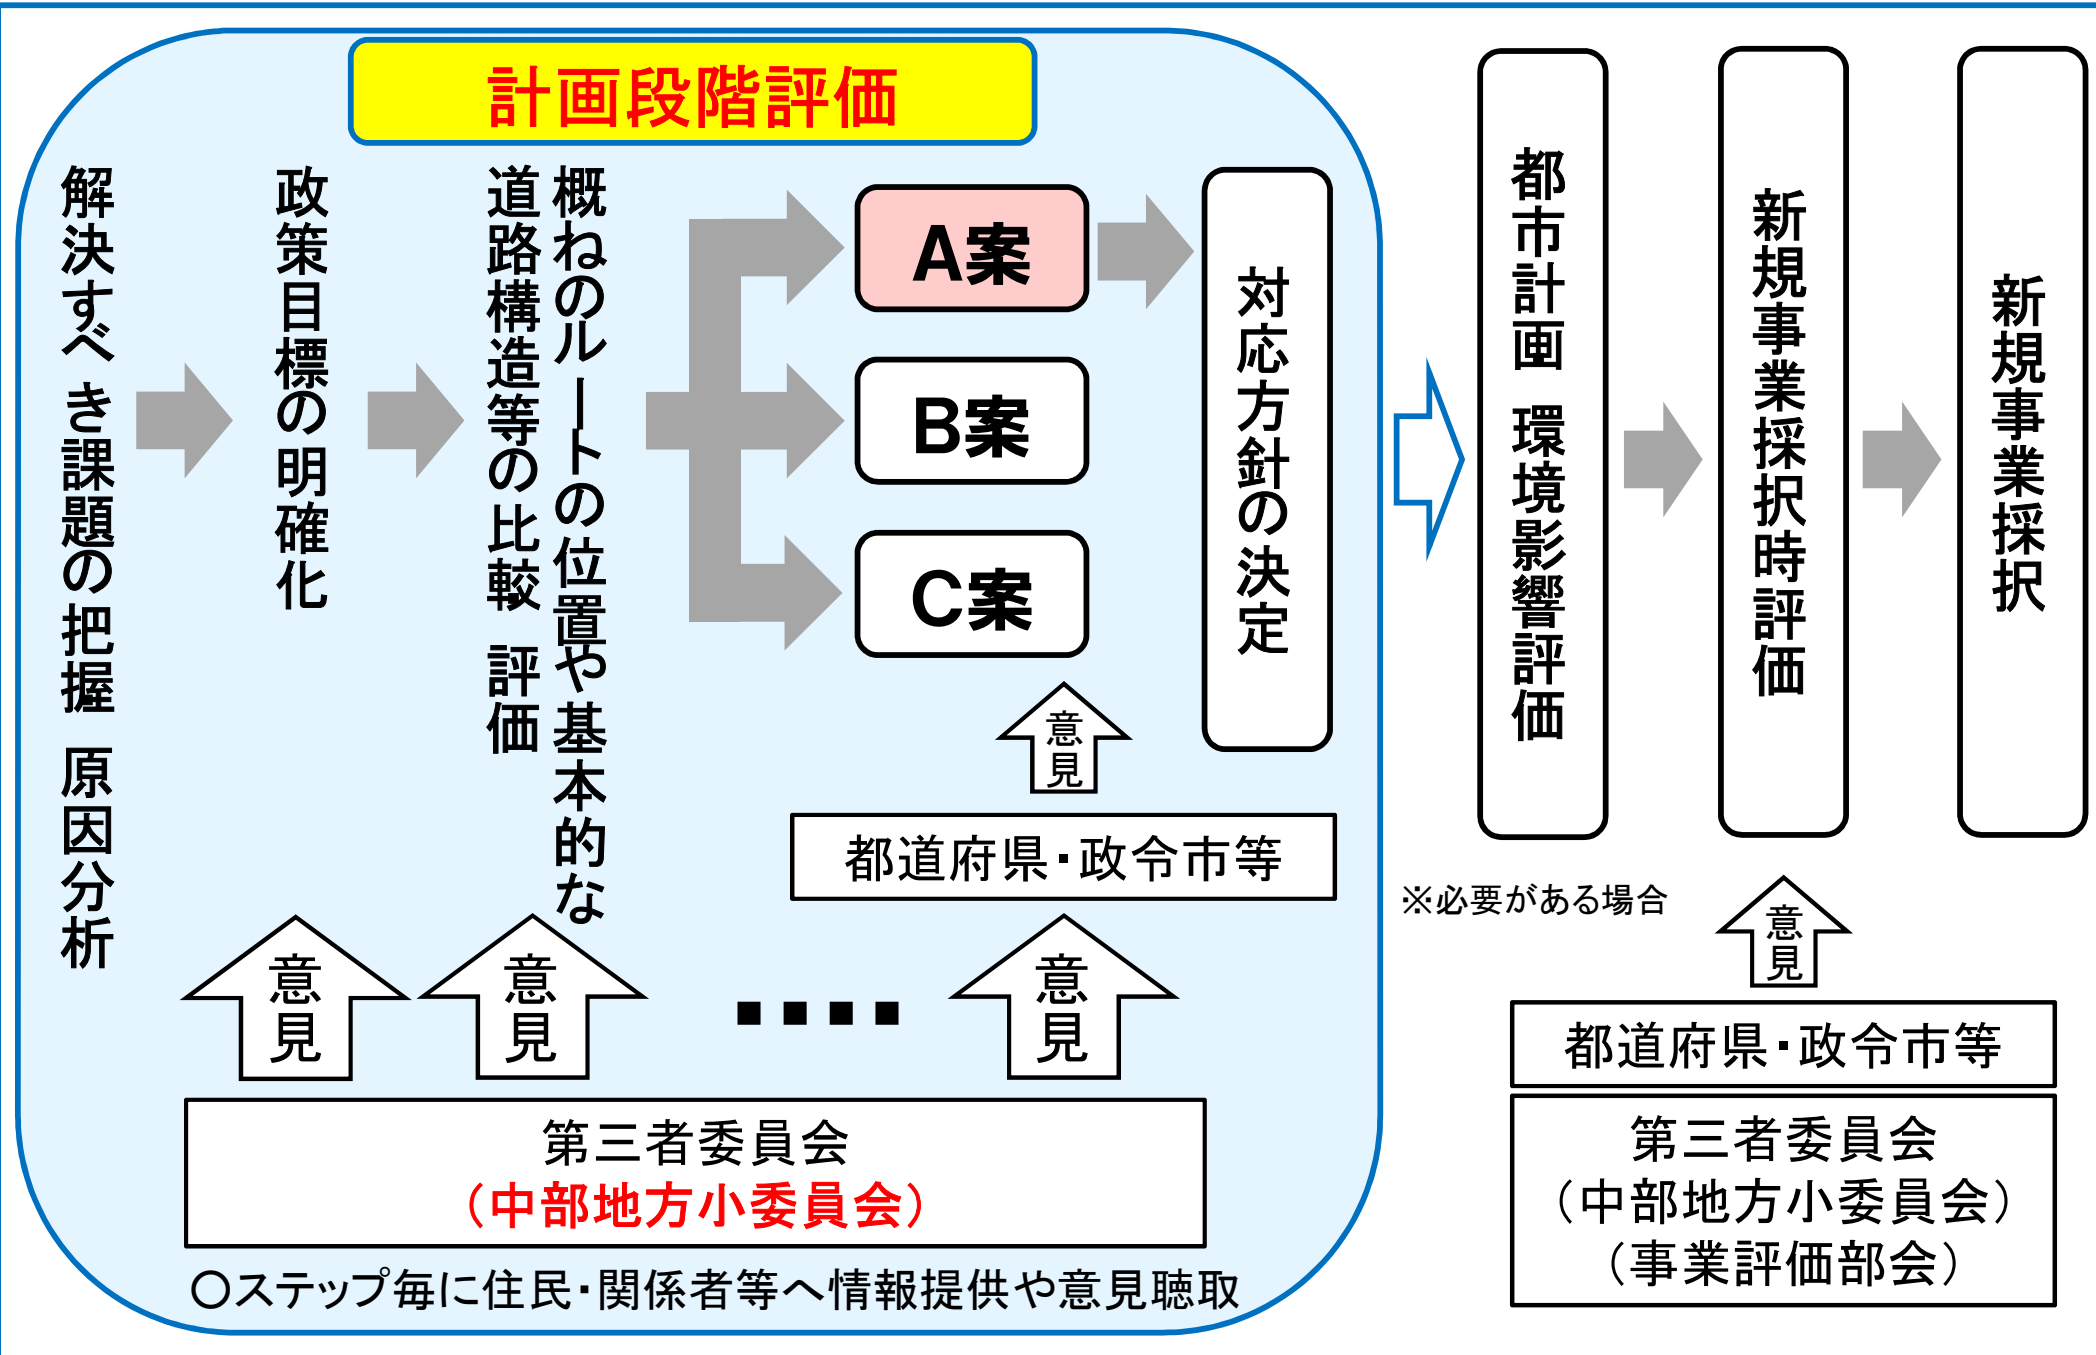 計画段階評価
解決すべき課題の把握 原因分析
政策目標の明確化
概ねのルートの位置や基本的な
道路構造等の比較 評価
A案
B案
C案
対応方針の決定
意見
都道府県・政令市等
意見
意見
・・・・
意見
第三者委員会
（中部地方小委員会）
○ステップ毎に住民・関係者等へ情報提供や意見聴取
都市計画 環境影響評価
※必要がある場合
新規事業採択時評価
新規事業採択
意見
都道府県・政令市等
第三者委員会
（中部地方小委員会）
（事業評価部会）